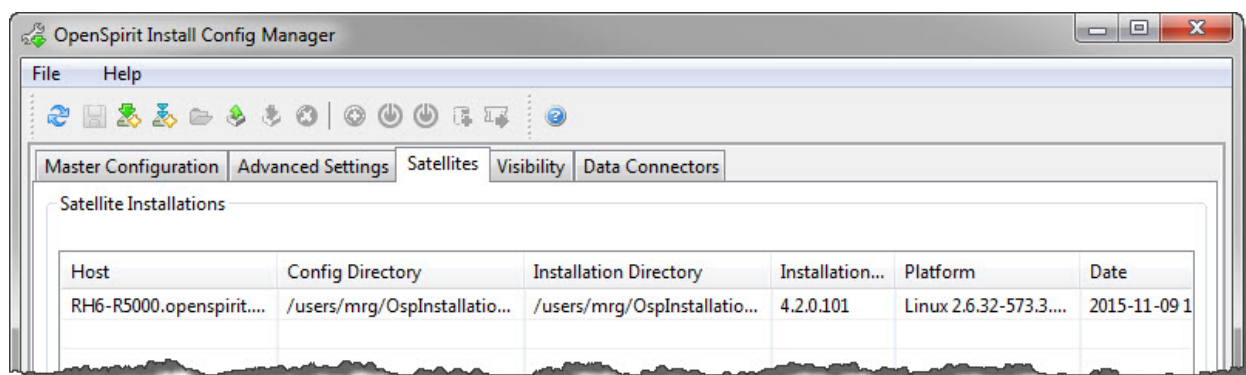 OpenSpirit Install Config Manager
File Help
Master Configuration Advanced Settings Satellites Visibility Data Connectors
Satellite Installations
Host Config Directory Installation Directory Installation... Platform Date
RH6-R5000.openspirit.... /users/mrg/OspInstallatio... /users/mrg/OspInstallatio... 4.2.0.101 Linux 2.6.32-573.3.... 2015-11-09 1